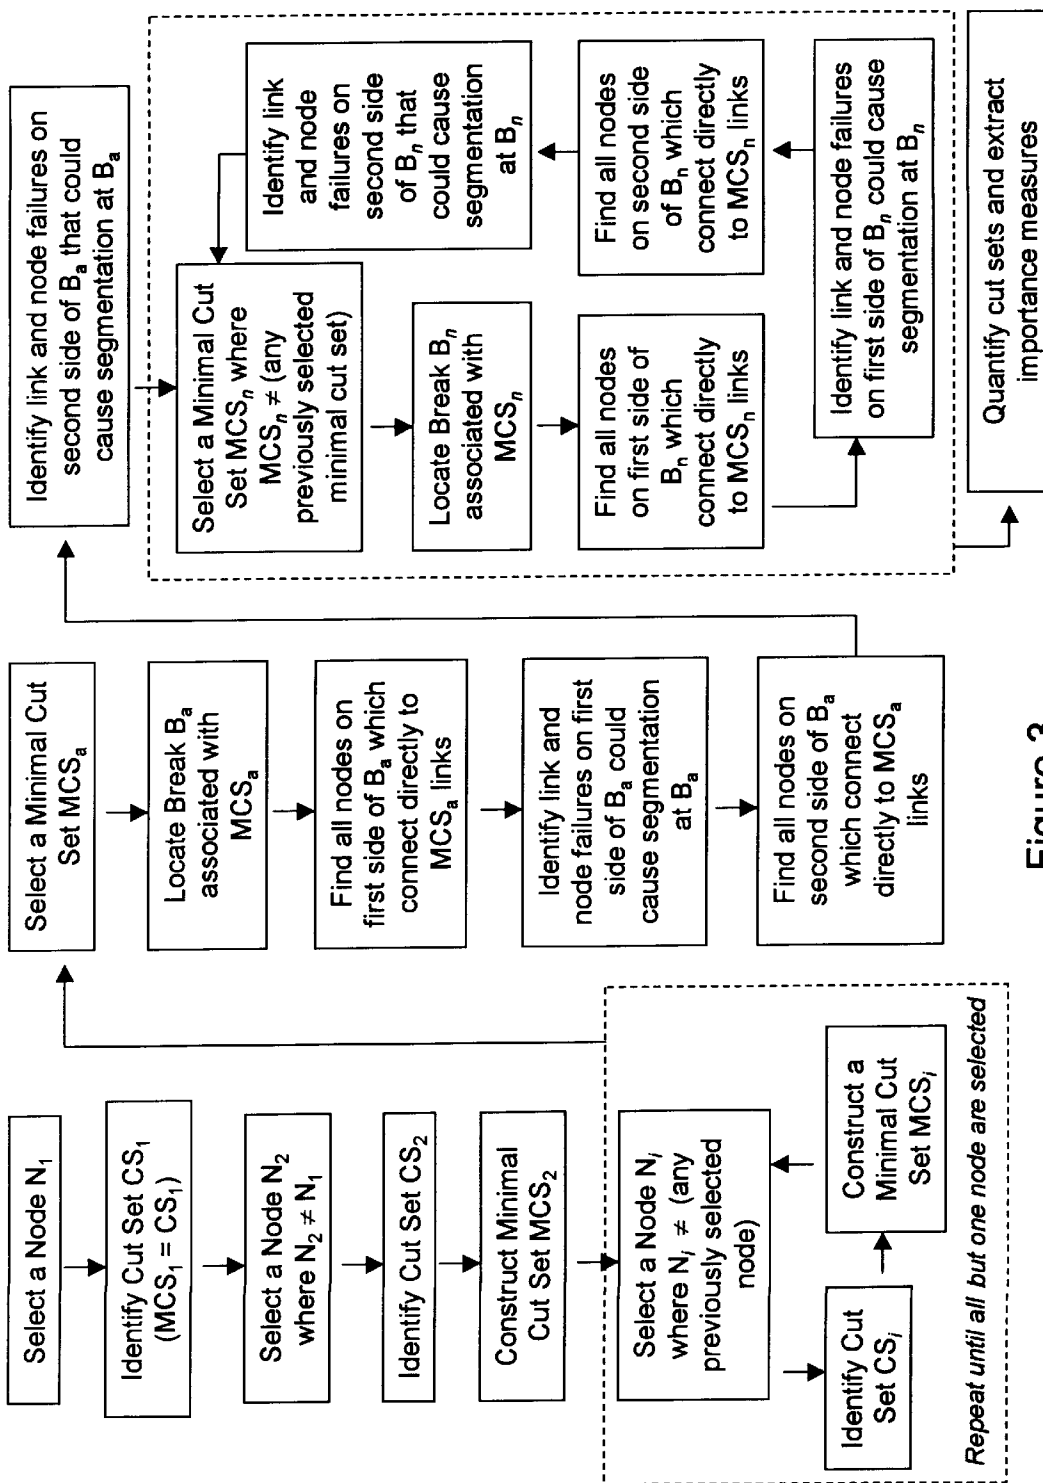 Select a Node N₁
Identify Cut Set CS₁
(MCS₁ = CS₁)
Select a Node N₂
where N₂ ≠ N₁
Identify Cut Set CS₂
Construct Minimal
Cut Set MCS₂
Select a Node Nᵢ
where Nᵢ ≠ (any
previously selected
node)
Identify Cut
Set CSᵢ
Construct a
Minimal Cut
Set MCSᵢ
Repeat until all but one node are selected
Select a Minimal Cut
Set MCSₐ
Locate Break Bₐ
associated with
MCSₐ
Find all nodes on
first side of Bₐ which
connect directly to
MCSₐ links
Identify link and
node failures on first
side of Bₐ could
cause segmentation
at Bₐ
Find all nodes on
second side of Bₐ
which connect
directly to MCSₐ
links
Identify link and node failures on
second side of Bₐ that could
cause segmentation at Bₐ
Select a Minimal Cut
Set MCSₙ where
MCSₙ ≠ (any
previously selected
minimal cut set)
Locate Break Bₙ
associated with
MCSₙ
Find all nodes
on first side of
Bₙ which
connect directly
to MCSₙ links
Identify link and node failures
on first side of Bₙ could cause
segmentation at Bₙ
Find all nodes
on second side
of Bₙ which
connect directly
to MCSₙ links
Identify link
and node
failures on
second side
of Bₙ that
could cause
segmentation
at Bₙ
Quantify cut sets and extract
importance measures
Figure 3